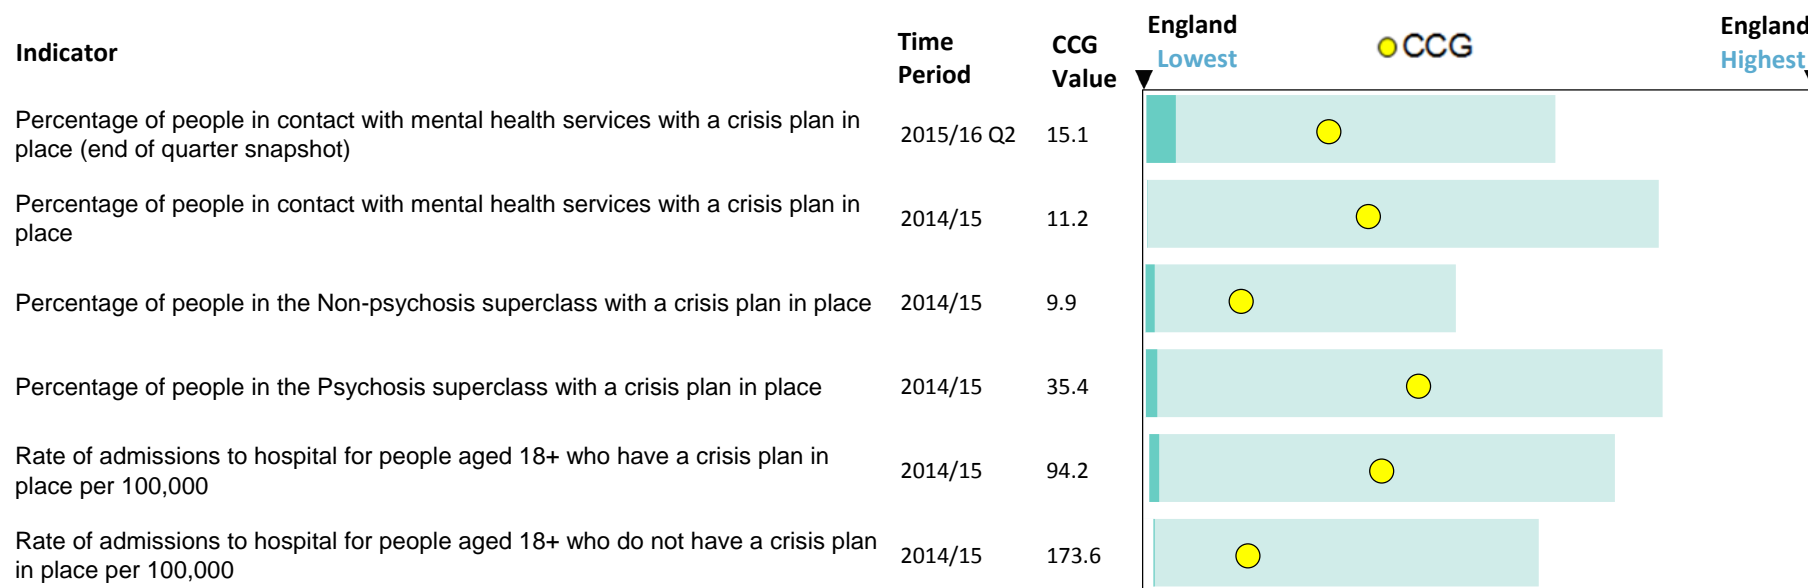 Indicator
Time
Period
CCG
Value
England
Lowest
CCG
England
Highest
Percentage of people in contact with mental health services with a crisis plan in
place (end of quarter snapshot)
2015/16 Q2
15.1
Percentage of people in contact with mental health services with a crisis plan in
place
2014/15
11.2
Percentage of people in the Non-psychosis superclass with a crisis plan in place
2014/15
9.9
Percentage of people in the Psychosis superclass with a crisis plan in place
2014/15
35.4
Rate of admissions to hospital for people aged 18+ who have a crisis plan in
place per 100,000
2014/15
94.2
Rate of admissions to hospital for people aged 18+ who do not have a crisis plan
in place per 100,000
2014/15
173.6